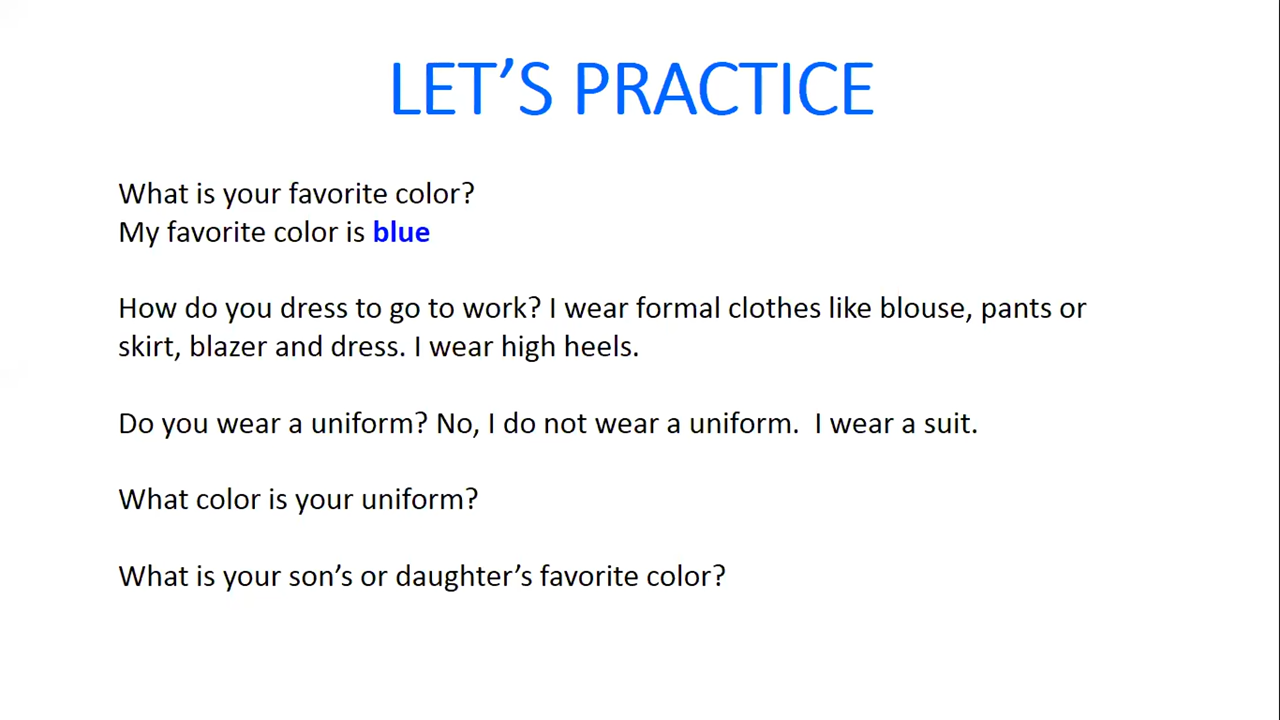 LET’S PRACTICE
What is your favorite color?
My favorite color is blue
How do you dress to go to work? I wear formal clothes like blouse, pants or
skirt, blazer and dress. I wear high heels.
Do you wear a uniform? No, I do not wear a uniform.  I wear a suit.
What color is your uniform?
What is your son’s or daughter’s favorite color?